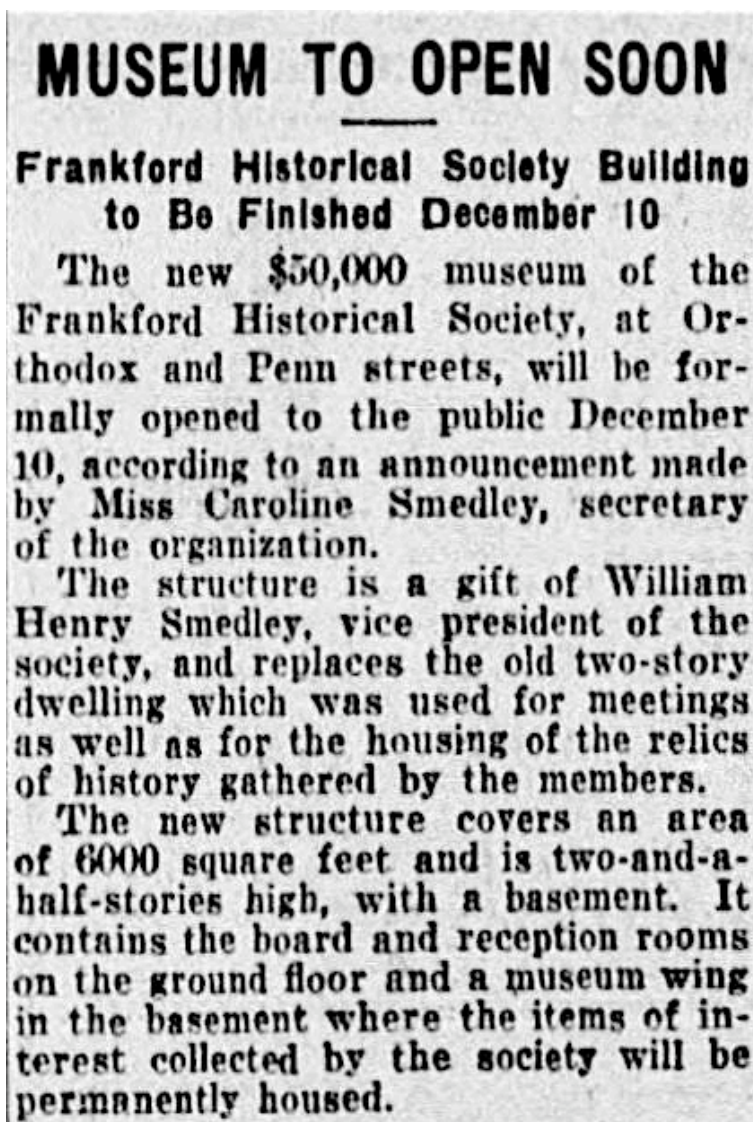 MUSEUM TO OPEN SOON
Frankford Historical Society Building
to Be Finished December 10
The new $50,000 museum of the
Frankford Historical Society, at Or-
thodox and Penn streets, will be for-
mally opened to the public December
10, according to an announcement made
by Miss Caroline Smedley, secretary
of the organization.
The structure is a gift of William
Henry Smedley, vice president of the
society, and replaces the old two-story
dwelling which was used for meetings
as well as for the housing of the relics
of history gathered by the members.
The new structure covers an area
of 6000 square feet and is two-and-a-
half-stories high, with a basement. It
contains the board and reception rooms
on the ground floor and a museum wing
in the basement where the items of in-
terest collected by the society will be
permanently housed.